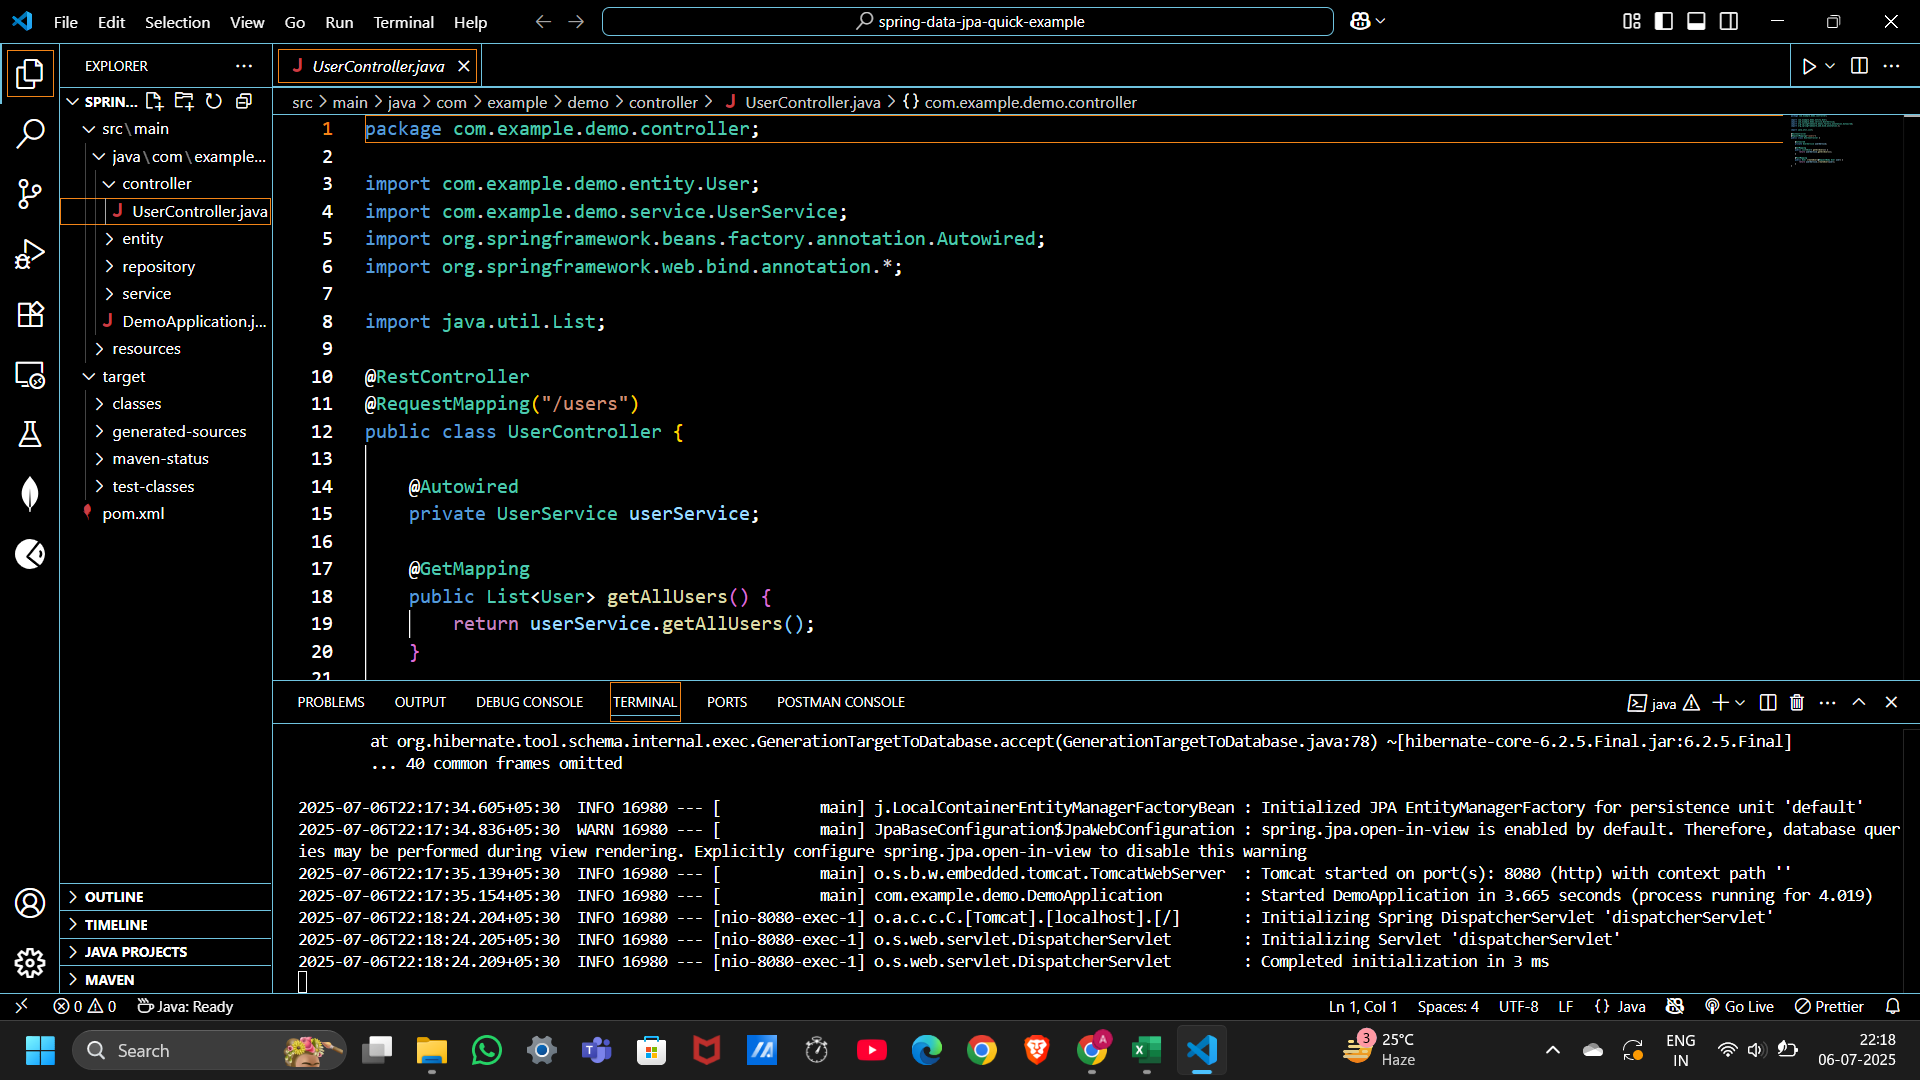 File Edit Selection View Go Run Terminal Help
spring-data-jpa-quick-example
EXPLORER
SPRIN...
src\main
java\com\example...
controller
UserController.java
entity
repository
service
DemoApplication.j...
resources
target
classes
generated-sources
maven-status
test-classes
pom.xml
OUTLINE
TIMELINE
JAVA PROJECTS
MAVEN
UserController.java
src > main > java > com > example > demo > controller > UserController.java > {} com.example.demo.controller
1 package com.example.demo.controller;
2
3 import com.example.demo.entity.User;
4 import com.example.demo.service.UserService;
5 import org.springframework.beans.factory.annotation.Autowired;
6 import org.springframework.web.bind.annotation.*;
7
8 import java.util.List;
9
10 @RestController
11 @RequestMapping("/users")
12 public class UserController {
13
14     @Autowired
15     private UserService userService;
16
17     @GetMapping
18     public List<User> getAllUsers() {
19         return userService.getAllUsers();
20     }
21
PROBLEMS OUTPUT DEBUG CONSOLE TERMINAL PORTS POSTMAN CONSOLE
java
at org.hibernate.tool.schema.internal.exec.GenerationTargetToDatabase.accept(GenerationTargetToDatabase.java:78) ~[hibernate-core-6.2.5.Final.jar:6.2.5.Final]
... 40 common frames omitted
2025-07-06T22:17:34.605+05:30  INFO 16980 --- [           main] j.LocalContainerEntityManagerFactoryBean : Initialized JPA EntityManagerFactory for persistence unit 'default'
2025-07-06T22:17:34.836+05:30  WARN 16980 --- [           main] JpaBaseConfiguration$JpaWebConfiguration : spring.jpa.open-in-view is enabled by default. Therefore, database quer
ies may be performed during view rendering. Explicitly configure spring.jpa.open-in-view to disable this warning
2025-07-06T22:17:35.139+05:30  INFO 16980 --- [           main] o.s.b.w.embedded.tomcat.TomcatWebServer  : Tomcat started on port(s): 8080 (http) with context path ''
2025-07-06T22:17:35.154+05:30  INFO 16980 --- [           main] com.example.demo.DemoApplication         : Started DemoApplication in 3.665 seconds (process running for 4.019)
2025-07-06T22:18:24.204+05:30  INFO 16980 --- [nio-8080-exec-1] o.a.c.c.C.[Tomcat].[localhost].[/]       : Initializing Spring DispatcherServlet 'dispatcherServlet'
2025-07-06T22:18:24.205+05:30  INFO 16980 --- [nio-8080-exec-1] o.s.web.servlet.DispatcherServlet        : Initializing Servlet 'dispatcherServlet'
2025-07-06T22:18:24.209+05:30  INFO 16980 --- [nio-8080-exec-1] o.s.web.servlet.DispatcherServlet        : Completed initialization in 3 ms
0 0 Java: Ready Ln 1, Col 1 Spaces: 4 UTF-8 LF {} Java Go Live Prettier
Search
3
25°C
Haze
ENG
IN
22:18
06-07-2025